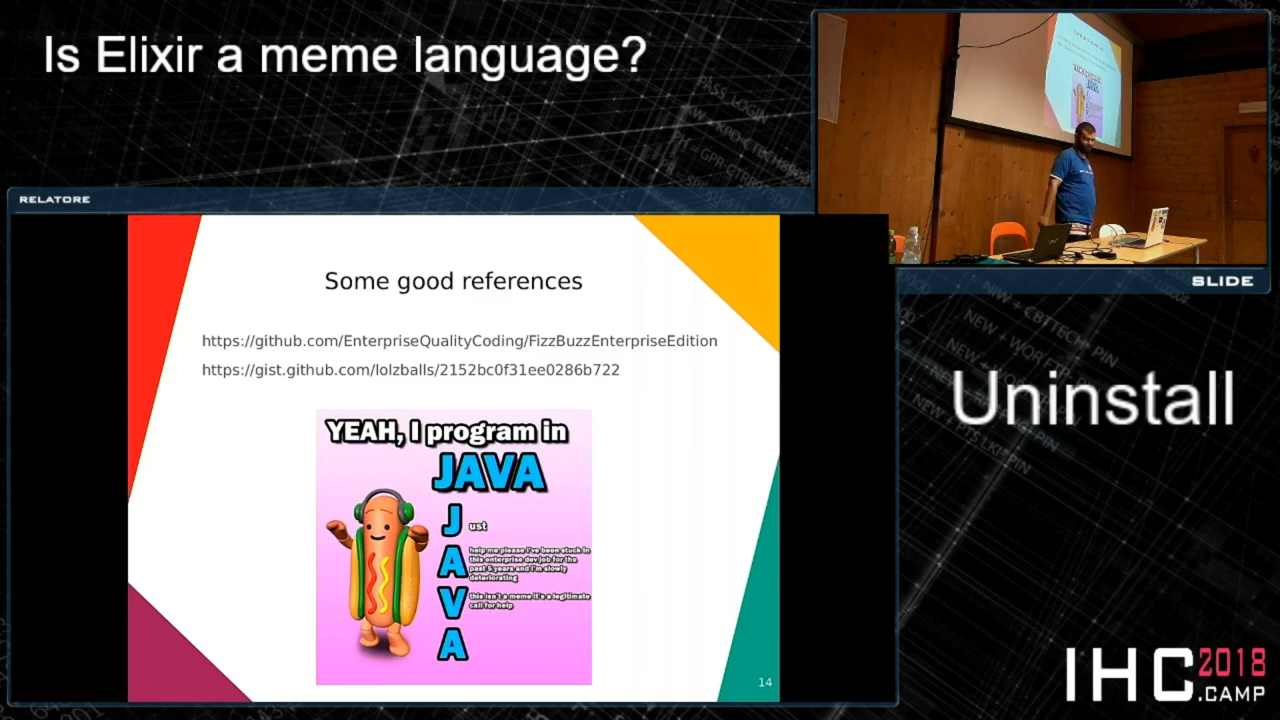 Is Elixir a meme language?
RELATORE
Some good references
https://github.com/EnterpriseQualityCoding/FizzBuzzEnterpriseEdition
https://gist.github.com/lolzballs/2152bc0f31ee0286b722
YEAH, I program in
JAVA
J ust
help me please I've been stuck in
this enterprise dev job for the
A past 5 years and I'm slowly
deteriorating
this isn't a meme it's a legitimate
V call for help
A
14
SLIDE
Uninstall
IHC 2018
.CAMP